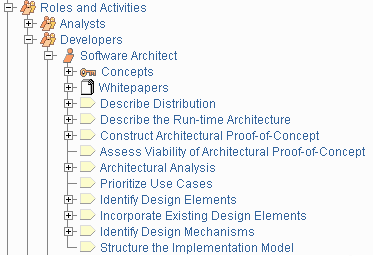 Roles and Activities
Analysts
Developers
Software Architect
Concepts
Whitepapers
Describe Distribution
Describe the Run-time Architecture
Construct Architectural Proof-of-Concept
Assess Viability of Architectural Proof-of-Concept
Architectural Analysis
Prioritize Use Cases
Identify Design Elements
Incorporate Existing Design Elements
Identify Design Mechanisms
Structure the Implementation Model